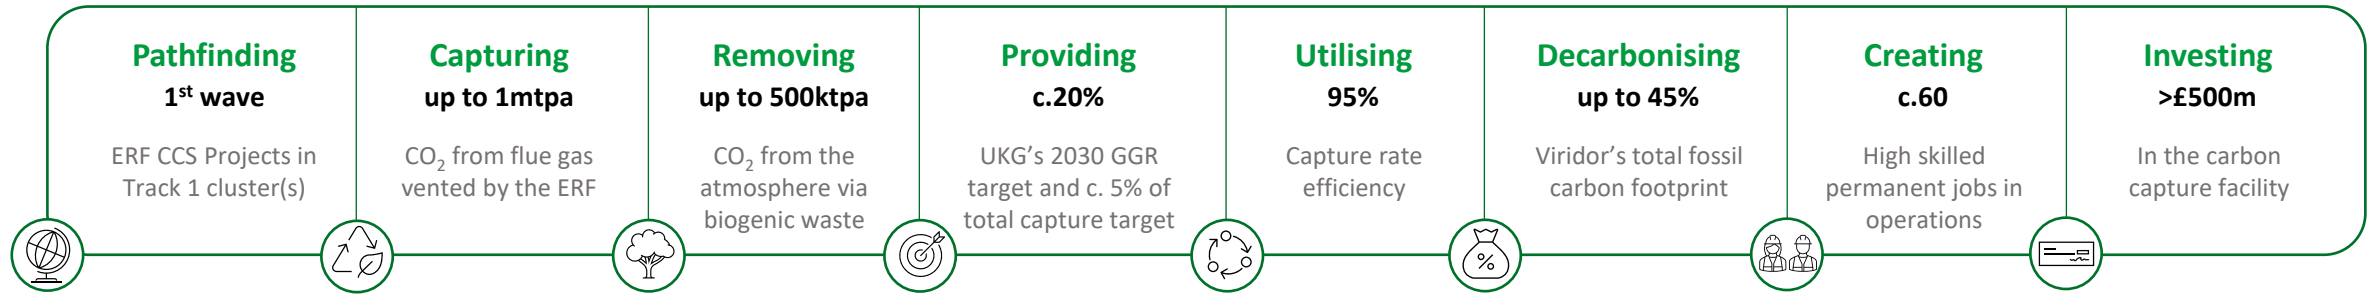 Pathfinding
1st wave
ERF CCS Projects in
Track 1 cluster(s)
Capturing
up to 1mtpa
CO2 from flue gas
vented by the ERF
Removing
up to 500ktpa
CO2 from the
atmosphere via
biogenic waste
Providing
c.20%
UKG's 2030 GGR
target and c. 5% of
total capture target
Utilising
95%
Capture rate
efficiency
Decarbonising
up to 45%
Viridor's total fossil
carbon footprint
Creating
c.60
High skilled
permanent jobs in
operations
Investing
>£500m
In the carbon
capture facility
%